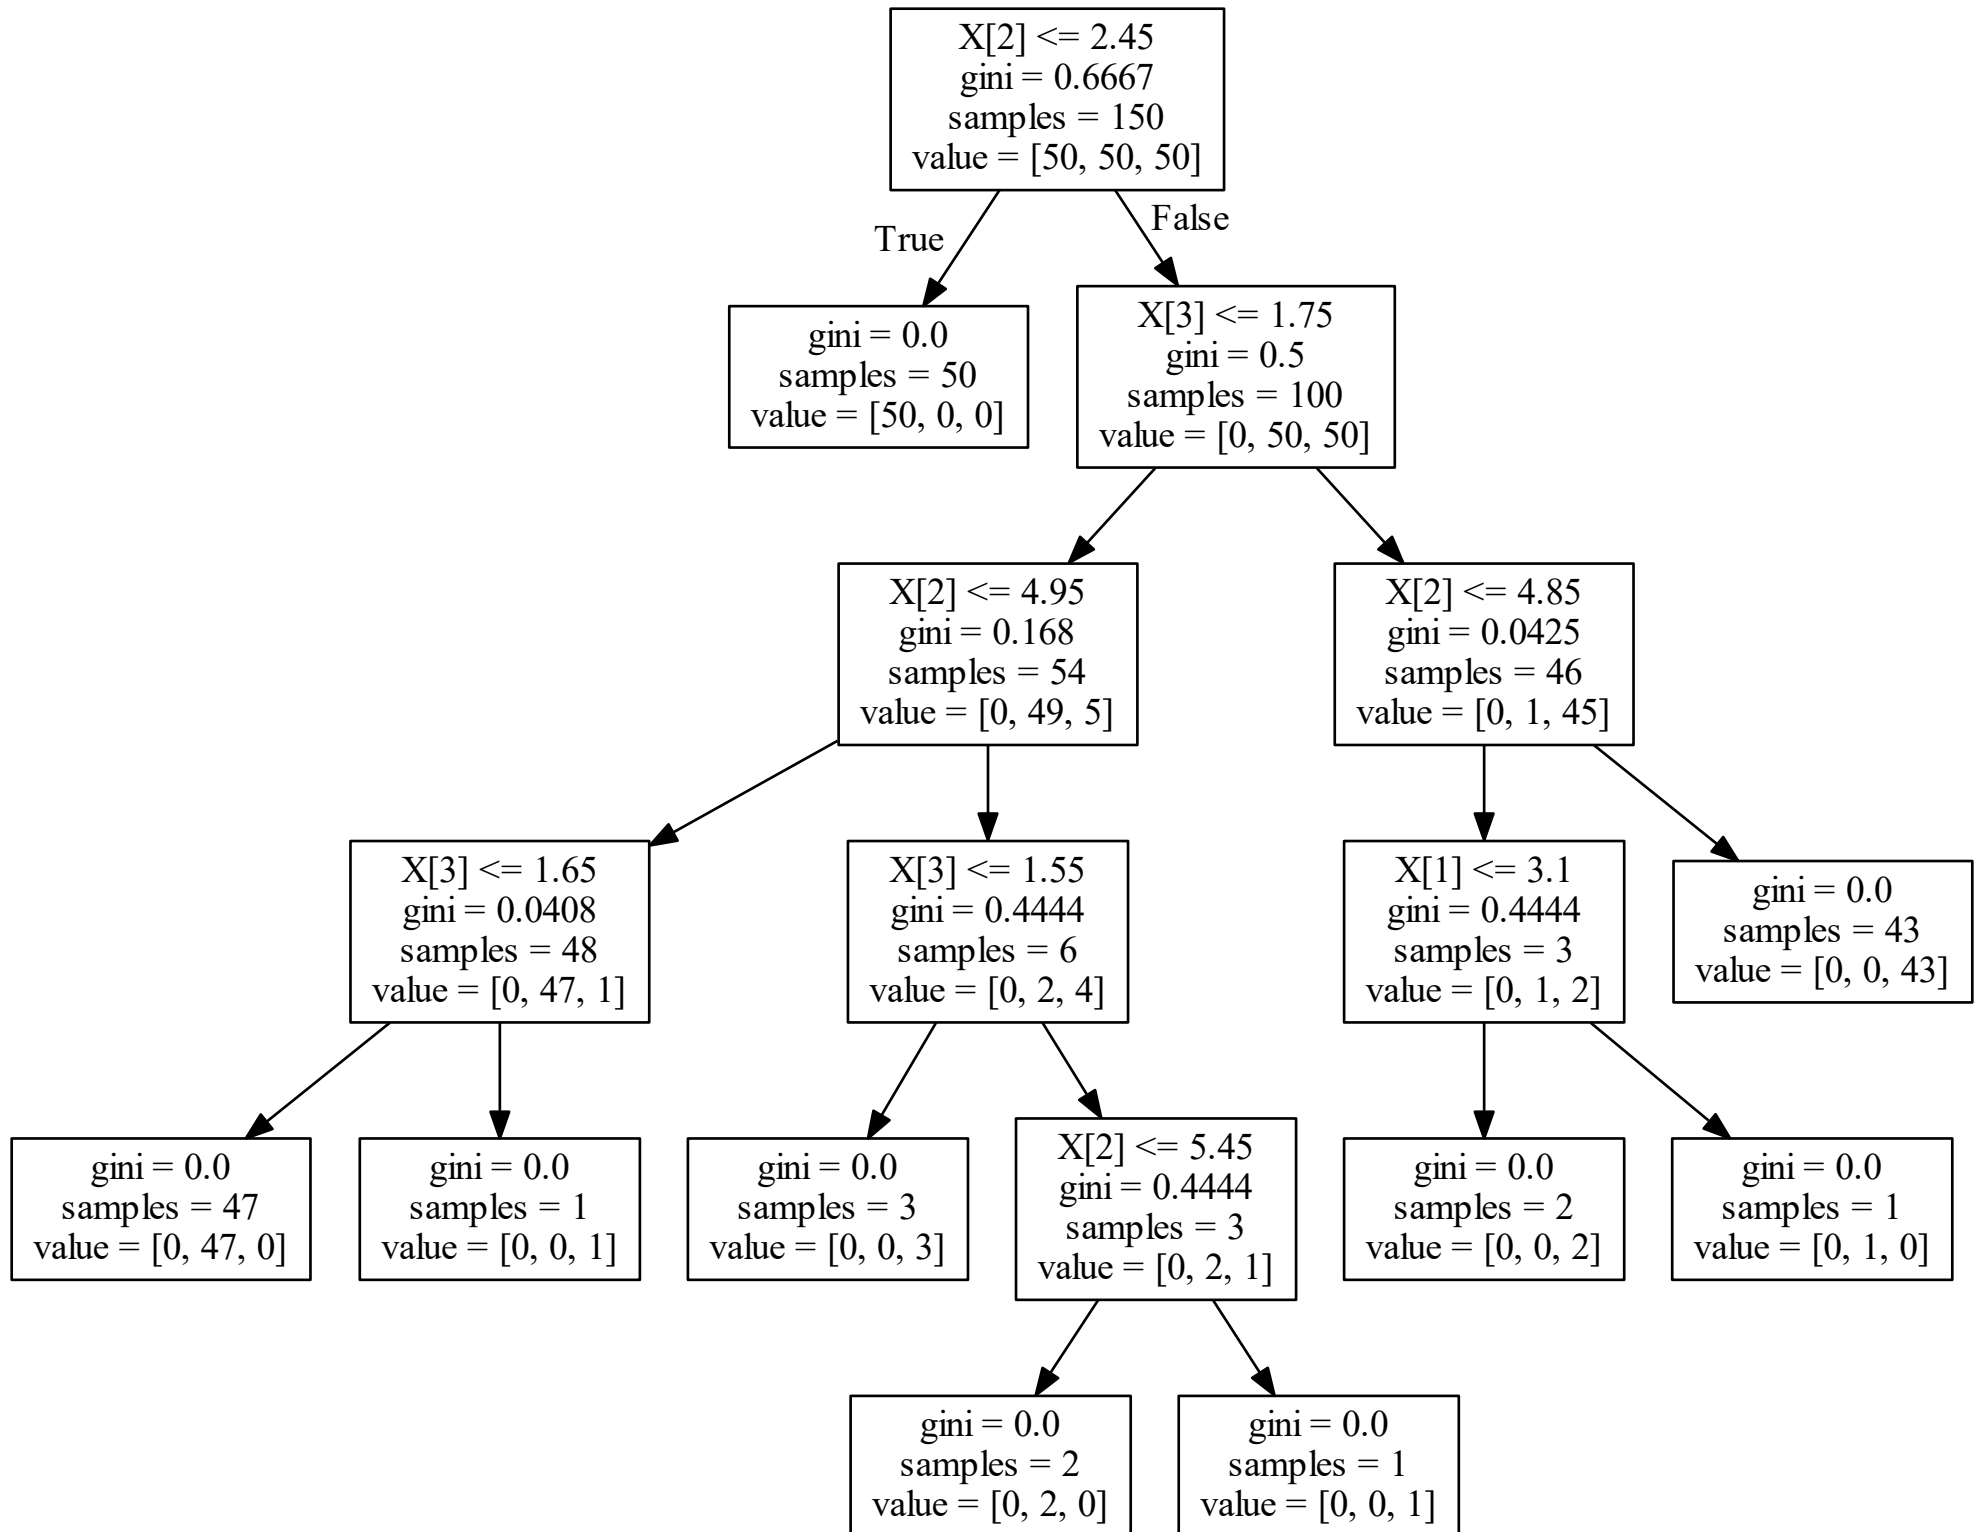 X[2] <= 2.45
gini = 0.6667
samples = 150
value = [50, 50, 50]
True
False
gini = 0.0
samples = 50
value = [50, 0, 0]
X[3] <= 1.75
gini = 0.5
samples = 100
value = [0, 50, 50]
X[2] <= 4.95
gini = 0.168
samples = 54
value = [0, 49, 5]
X[2] <= 4.85
gini = 0.0425
samples = 46
value = [0, 1, 45]
X[3] <= 1.65
gini = 0.0408
samples = 48
value = [0, 47, 1]
X[3] <= 1.55
gini = 0.4444
samples = 6
value = [0, 2, 4]
X[1] <= 3.1
gini = 0.4444
samples = 3
value = [0, 1, 2]
gini = 0.0
samples = 43
value = [0, 0, 43]
gini = 0.0
samples = 47
value = [0, 47, 0]
gini = 0.0
samples = 1
value = [0, 0, 1]
gini = 0.0
samples = 3
value = [0, 0, 3]
X[2] <= 5.45
gini = 0.4444
samples = 3
value = [0, 2, 1]
gini = 0.0
samples = 2
value = [0, 0, 2]
gini = 0.0
samples = 1
value = [0, 1, 0]
gini = 0.0
samples = 2
value = [0, 2, 0]
gini = 0.0
samples = 1
value = [0, 0, 1]